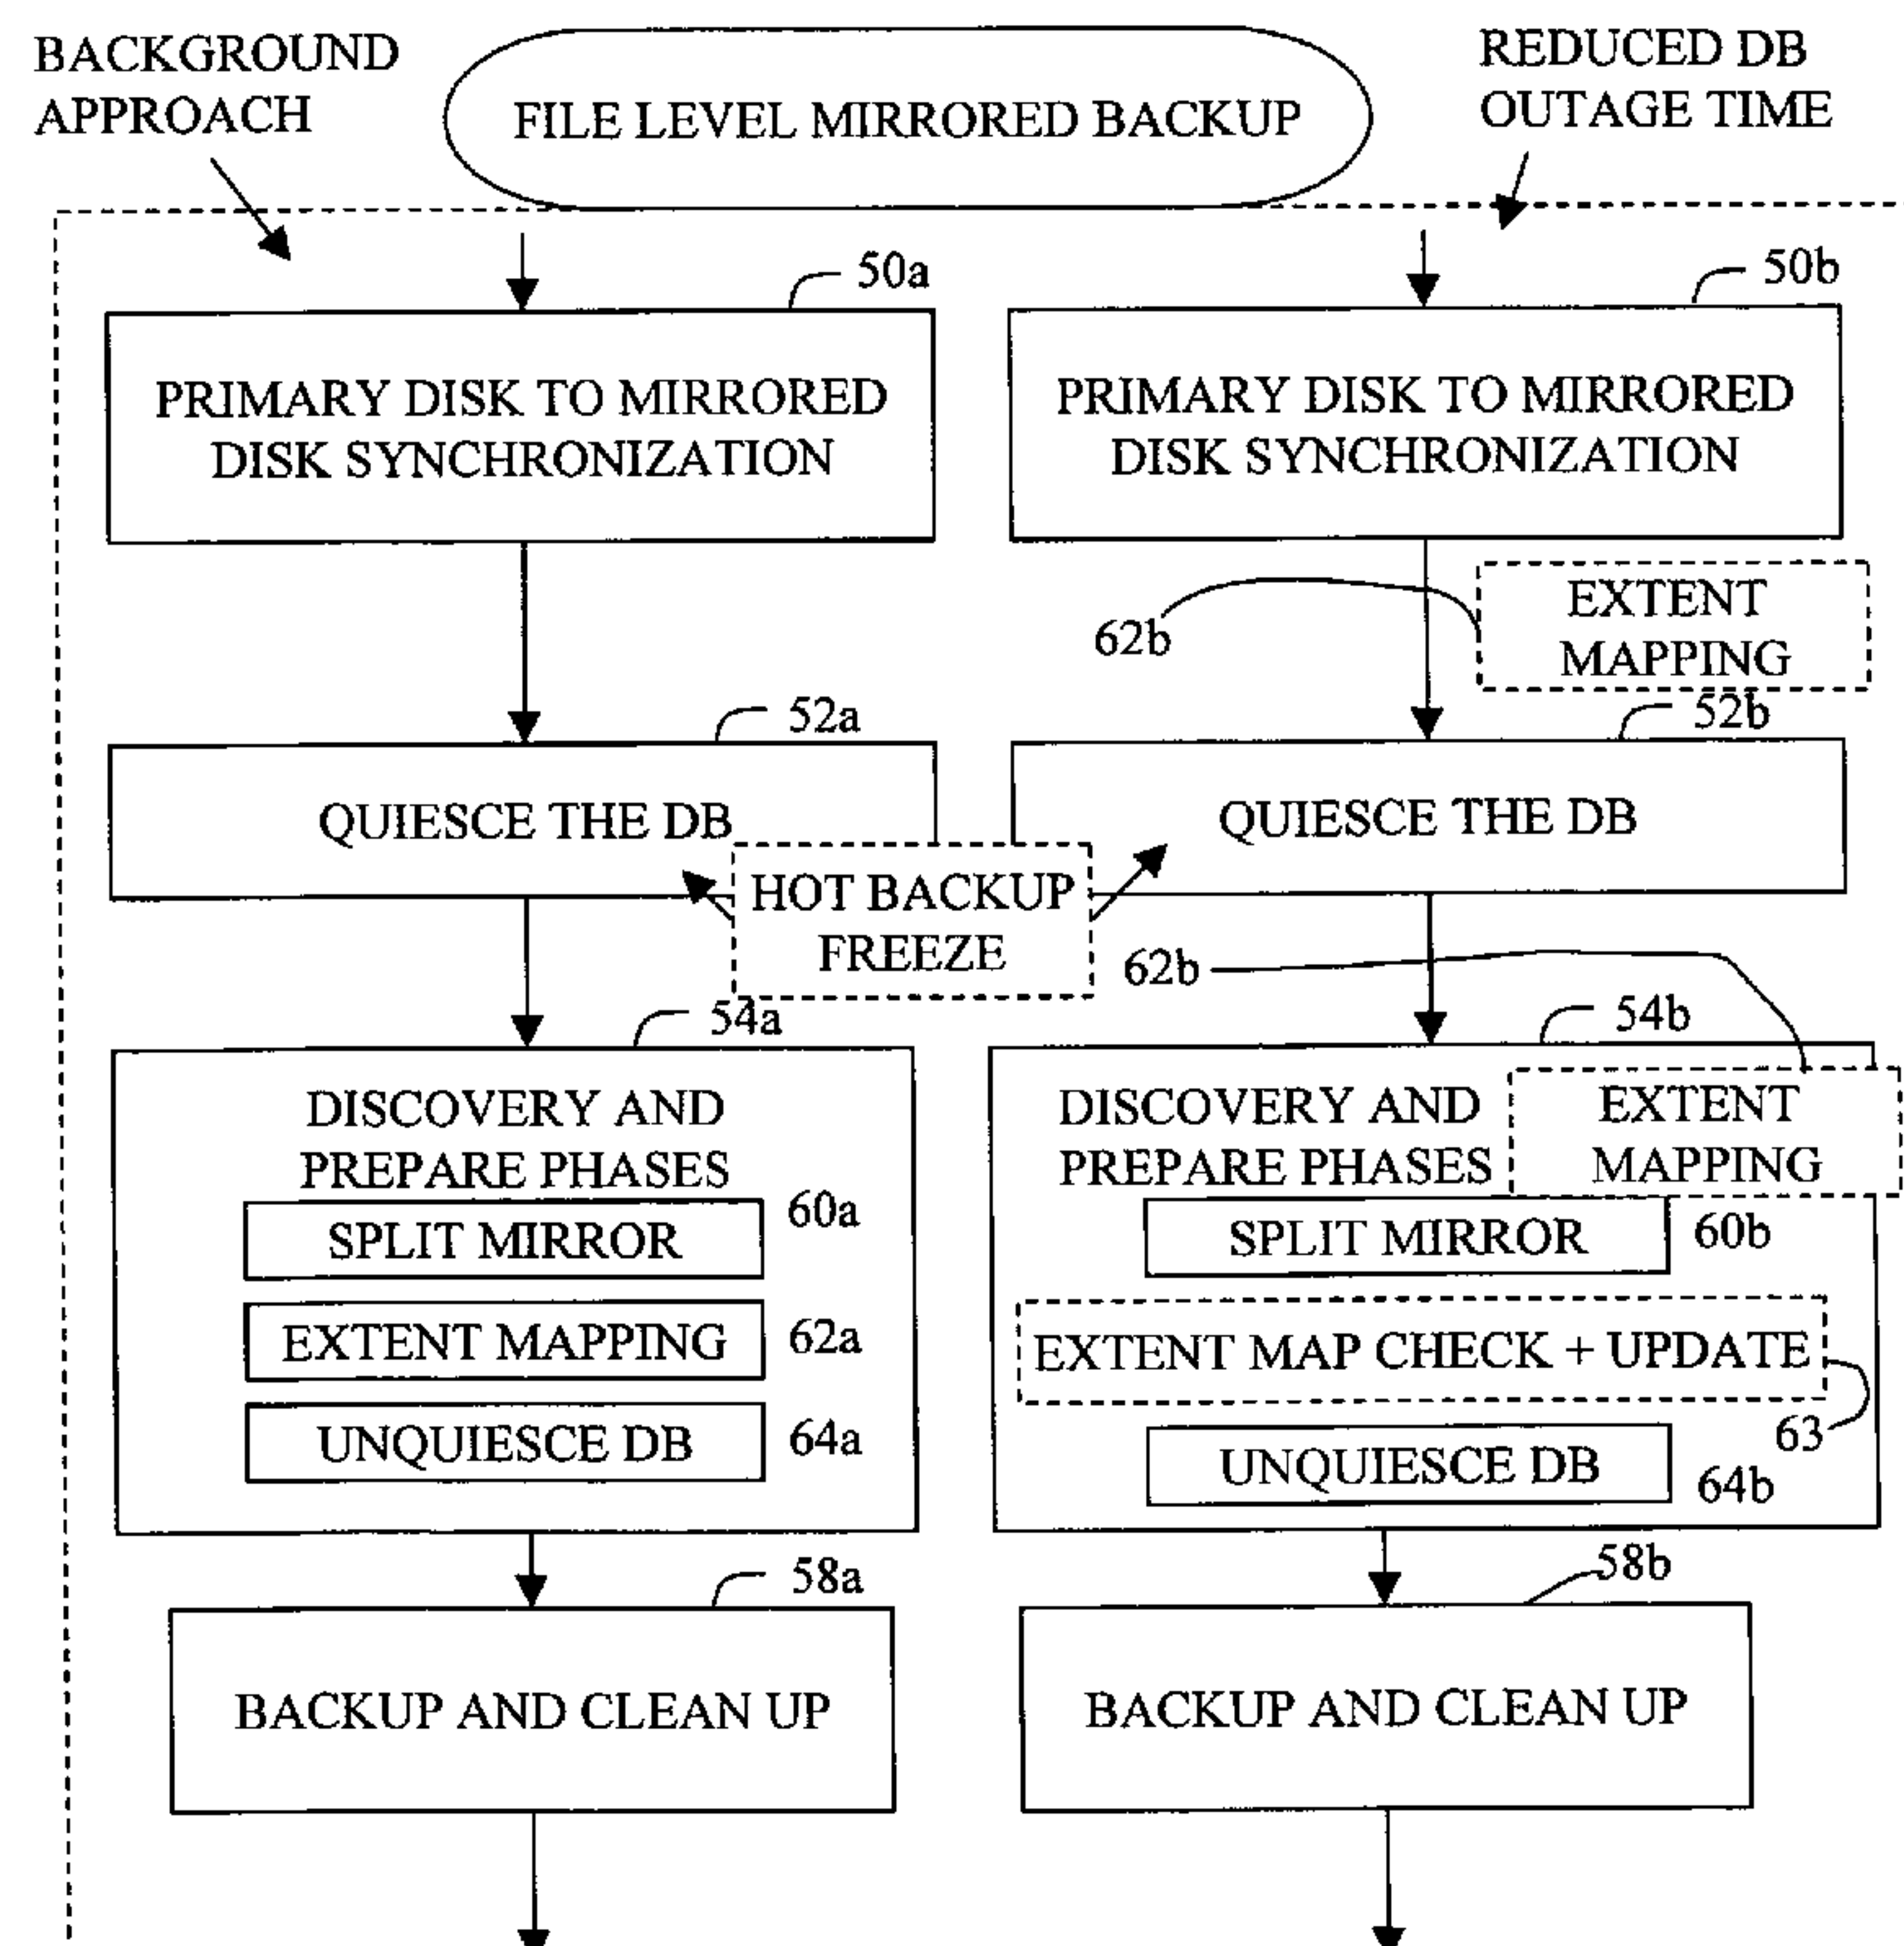 BACKGROUND
APPROACH
FILE LEVEL MIRRORED BACKUP
REDUCED DB
OUTAGE TIME
50a
50b
PRIMARY DISK TO MIRRORED
DISK SYNCHRONIZATION
PRIMARY DISK TO MIRRORED
DISK SYNCHRONIZATION
62b
EXTENT
MAPPING
52a
52b
QUIESCE THE DB
QUIESCE THE DB
HOT BACKUP
FREEZE
62b
54a
54b
DISCOVERY AND
PREPARE PHASES
60a
SPLIT MIRROR
EXTENT MAPPING
62a
UNQUIESCE DB
64a
DISCOVERY AND
PREPARE PHASES
EXTENT
MAPPING
SPLIT MIRROR
60b
EXTENT MAP CHECK + UPDATE
63
UNQUIESCE DB
64b
58a
58b
BACKUP AND CLEAN UP
BACKUP AND CLEAN UP